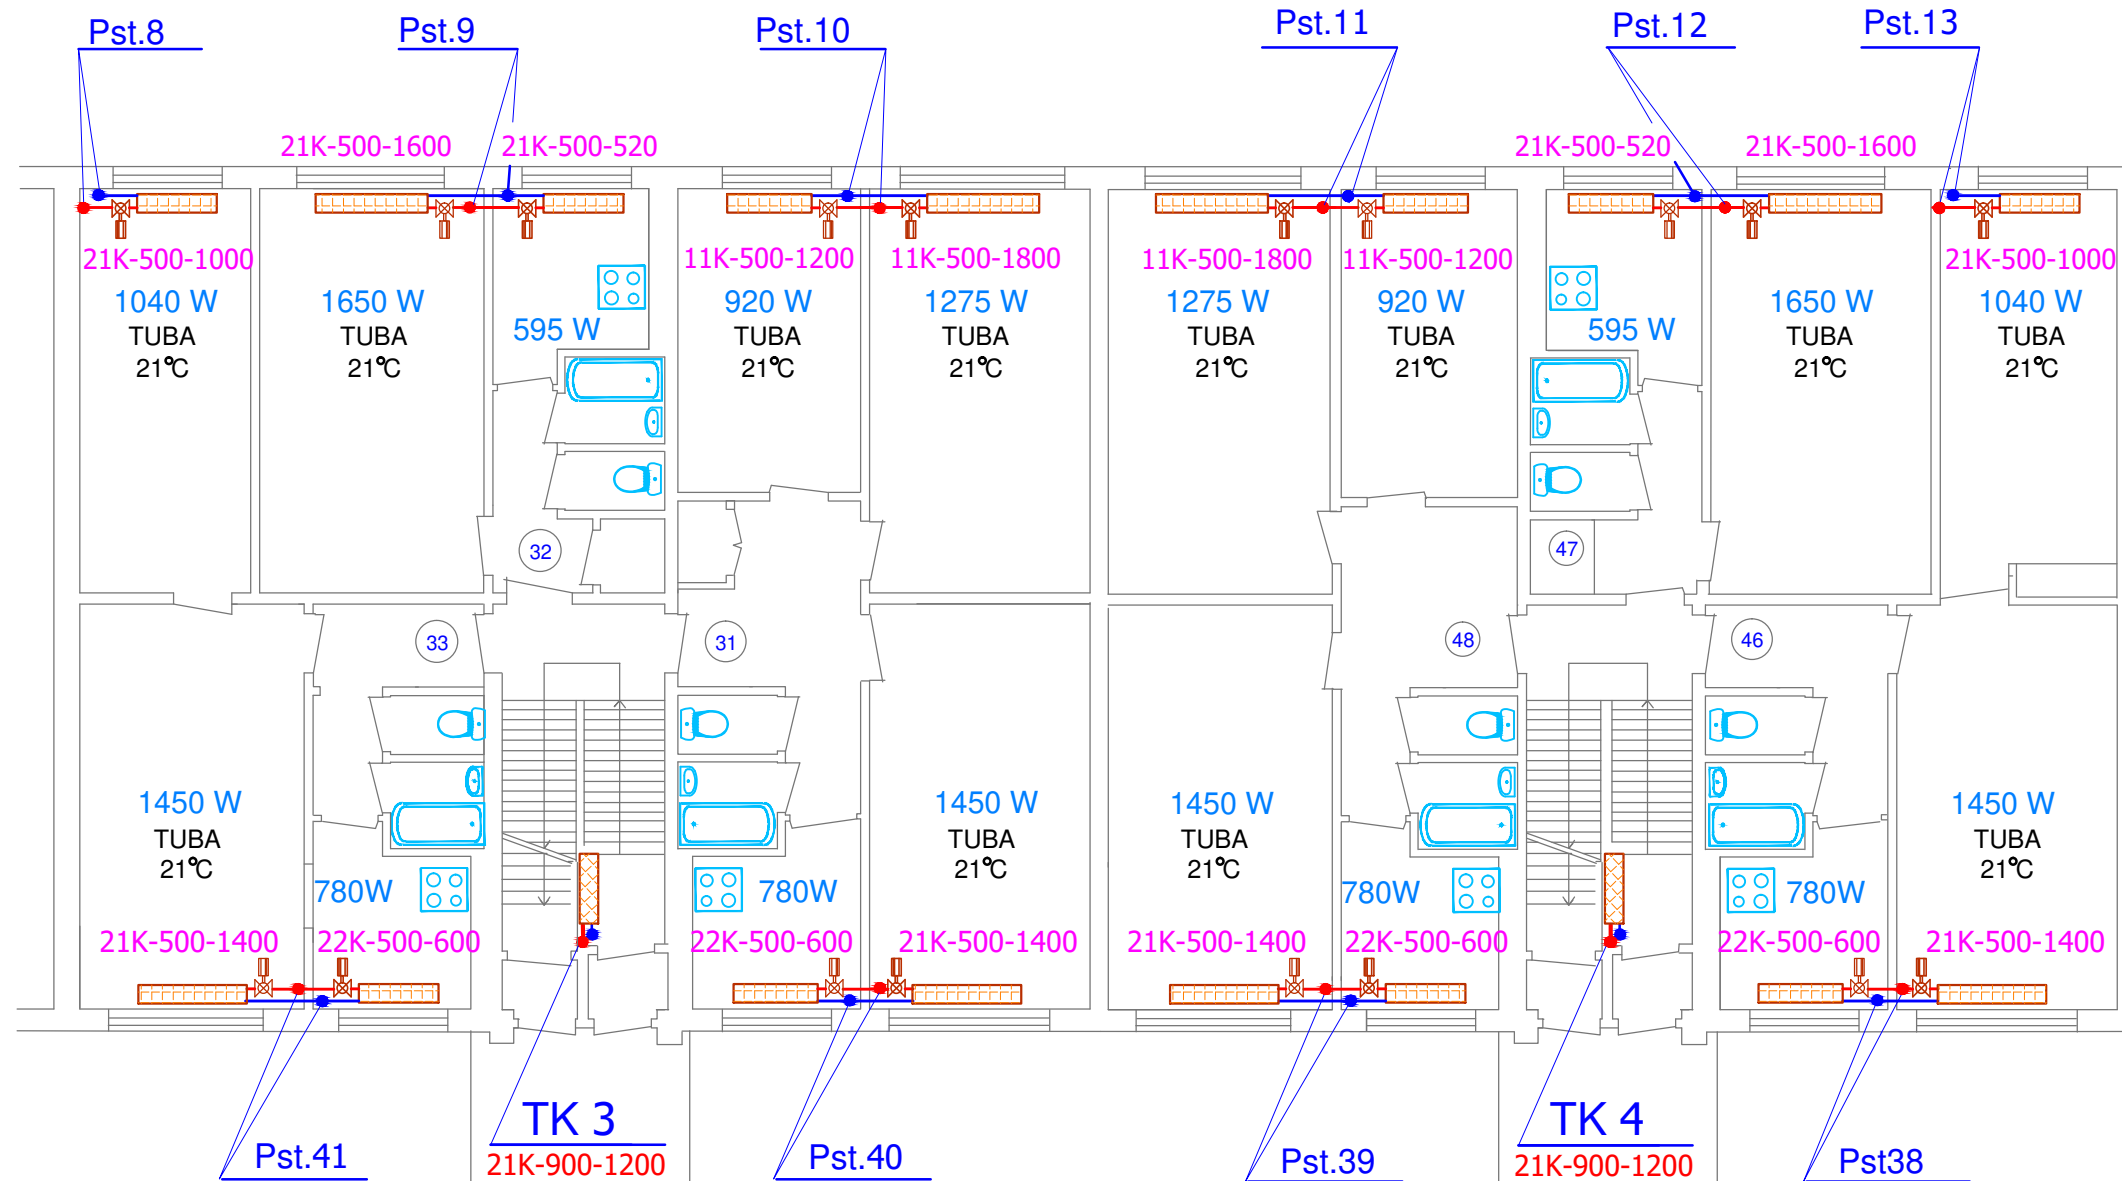 Pst.8
Pst.9
Pst.10
Pst.11
Pst.12
Pst.13
21K-500-1600
21K-500-520
21K-500-520
21K-500-1600
21K-500-1000
11K-500-1200
11K-500-1800
11K-500-1800
11K-500-1200
21K-500-1000
1040 W
TUBA
21°C
1650 W
TUBA
21°C
595 W
920 W
TUBA
21°C
1275 W
TUBA
21°C
1275 W
TUBA
21°C
920 W
TUBA
21°C
595 W
1650 W
TUBA
21°C
1040 W
TUBA
21°C
32
47
33
31
48
46
1450 W
TUBA
21°C
780W
780W
1450 W
TUBA
21°C
1450 W
TUBA
21°C
780W
780W
1450 W
TUBA
21°C
21K-500-1400
22K-500-600
22K-500-600
21K-500-1400
21K-500-1400
22K-500-600
22K-500-600
21K-500-1400
Pst.41
TK 3
21K-900-1200
Pst.40
Pst.39
TK 4
21K-900-1200
Pst38